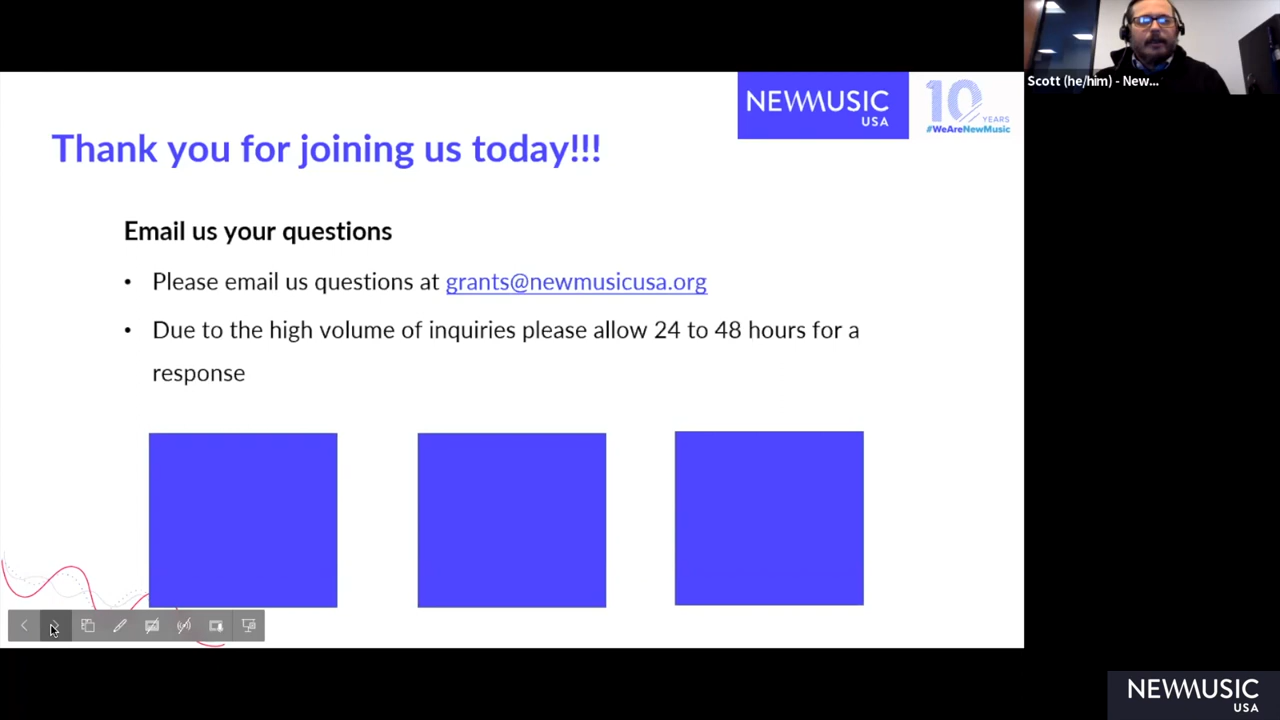 Scott (he/him) - New...
NEWMUSIC
USA
10
YEARS
#WeAreNewMusic
Thank you for joining us today!!!
Email us your questions
• Please email us questions at grants@newmusicusa.org
• Due to the high volume of inquiries please allow 24 to 48 hours for a
response
NEWMUSIC
USA